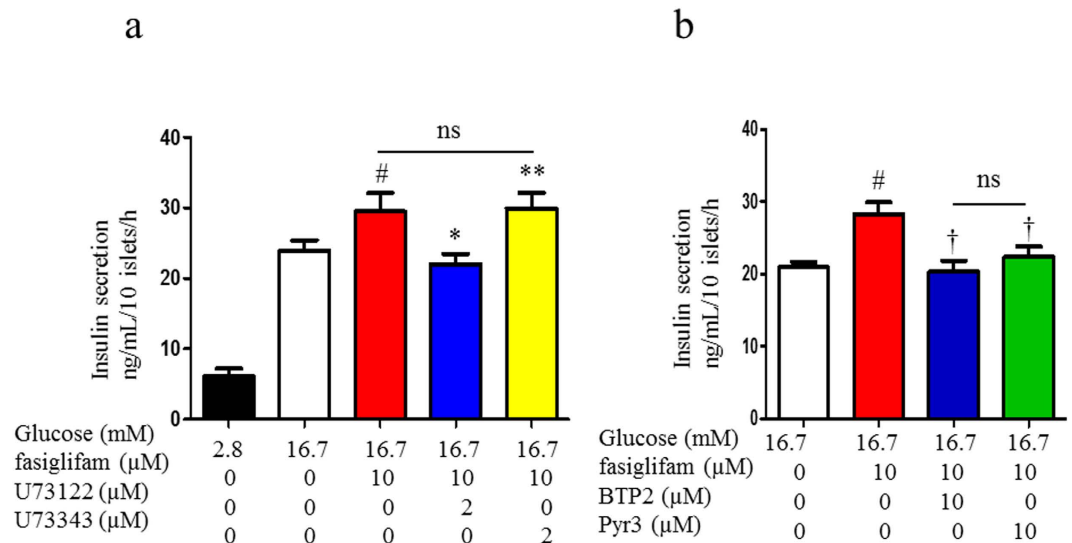 a
b
Insulin secretion
ng/mL/10 islets/h
40
30
20
10
0
ns
#
*
**
Glucose (mM) 2.8 16.7 16.7 16.7 16.7
fasiglifam (µM) 0 0 10 10 10
U73122 (µM) 0 0 0 2 0
U73343 (µM) 0 0 0 0 2
Insulin secretion
ng/mL/10 islets/h
40
30
20
10
0
ns
#
†
†
Glucose (mM) 16.7 16.7 16.7 16.7
fasiglifam (µM) 0 10 10 10
BTP2 (µM) 0 0 10 0
Pyr3 (µM) 0 0 0 10